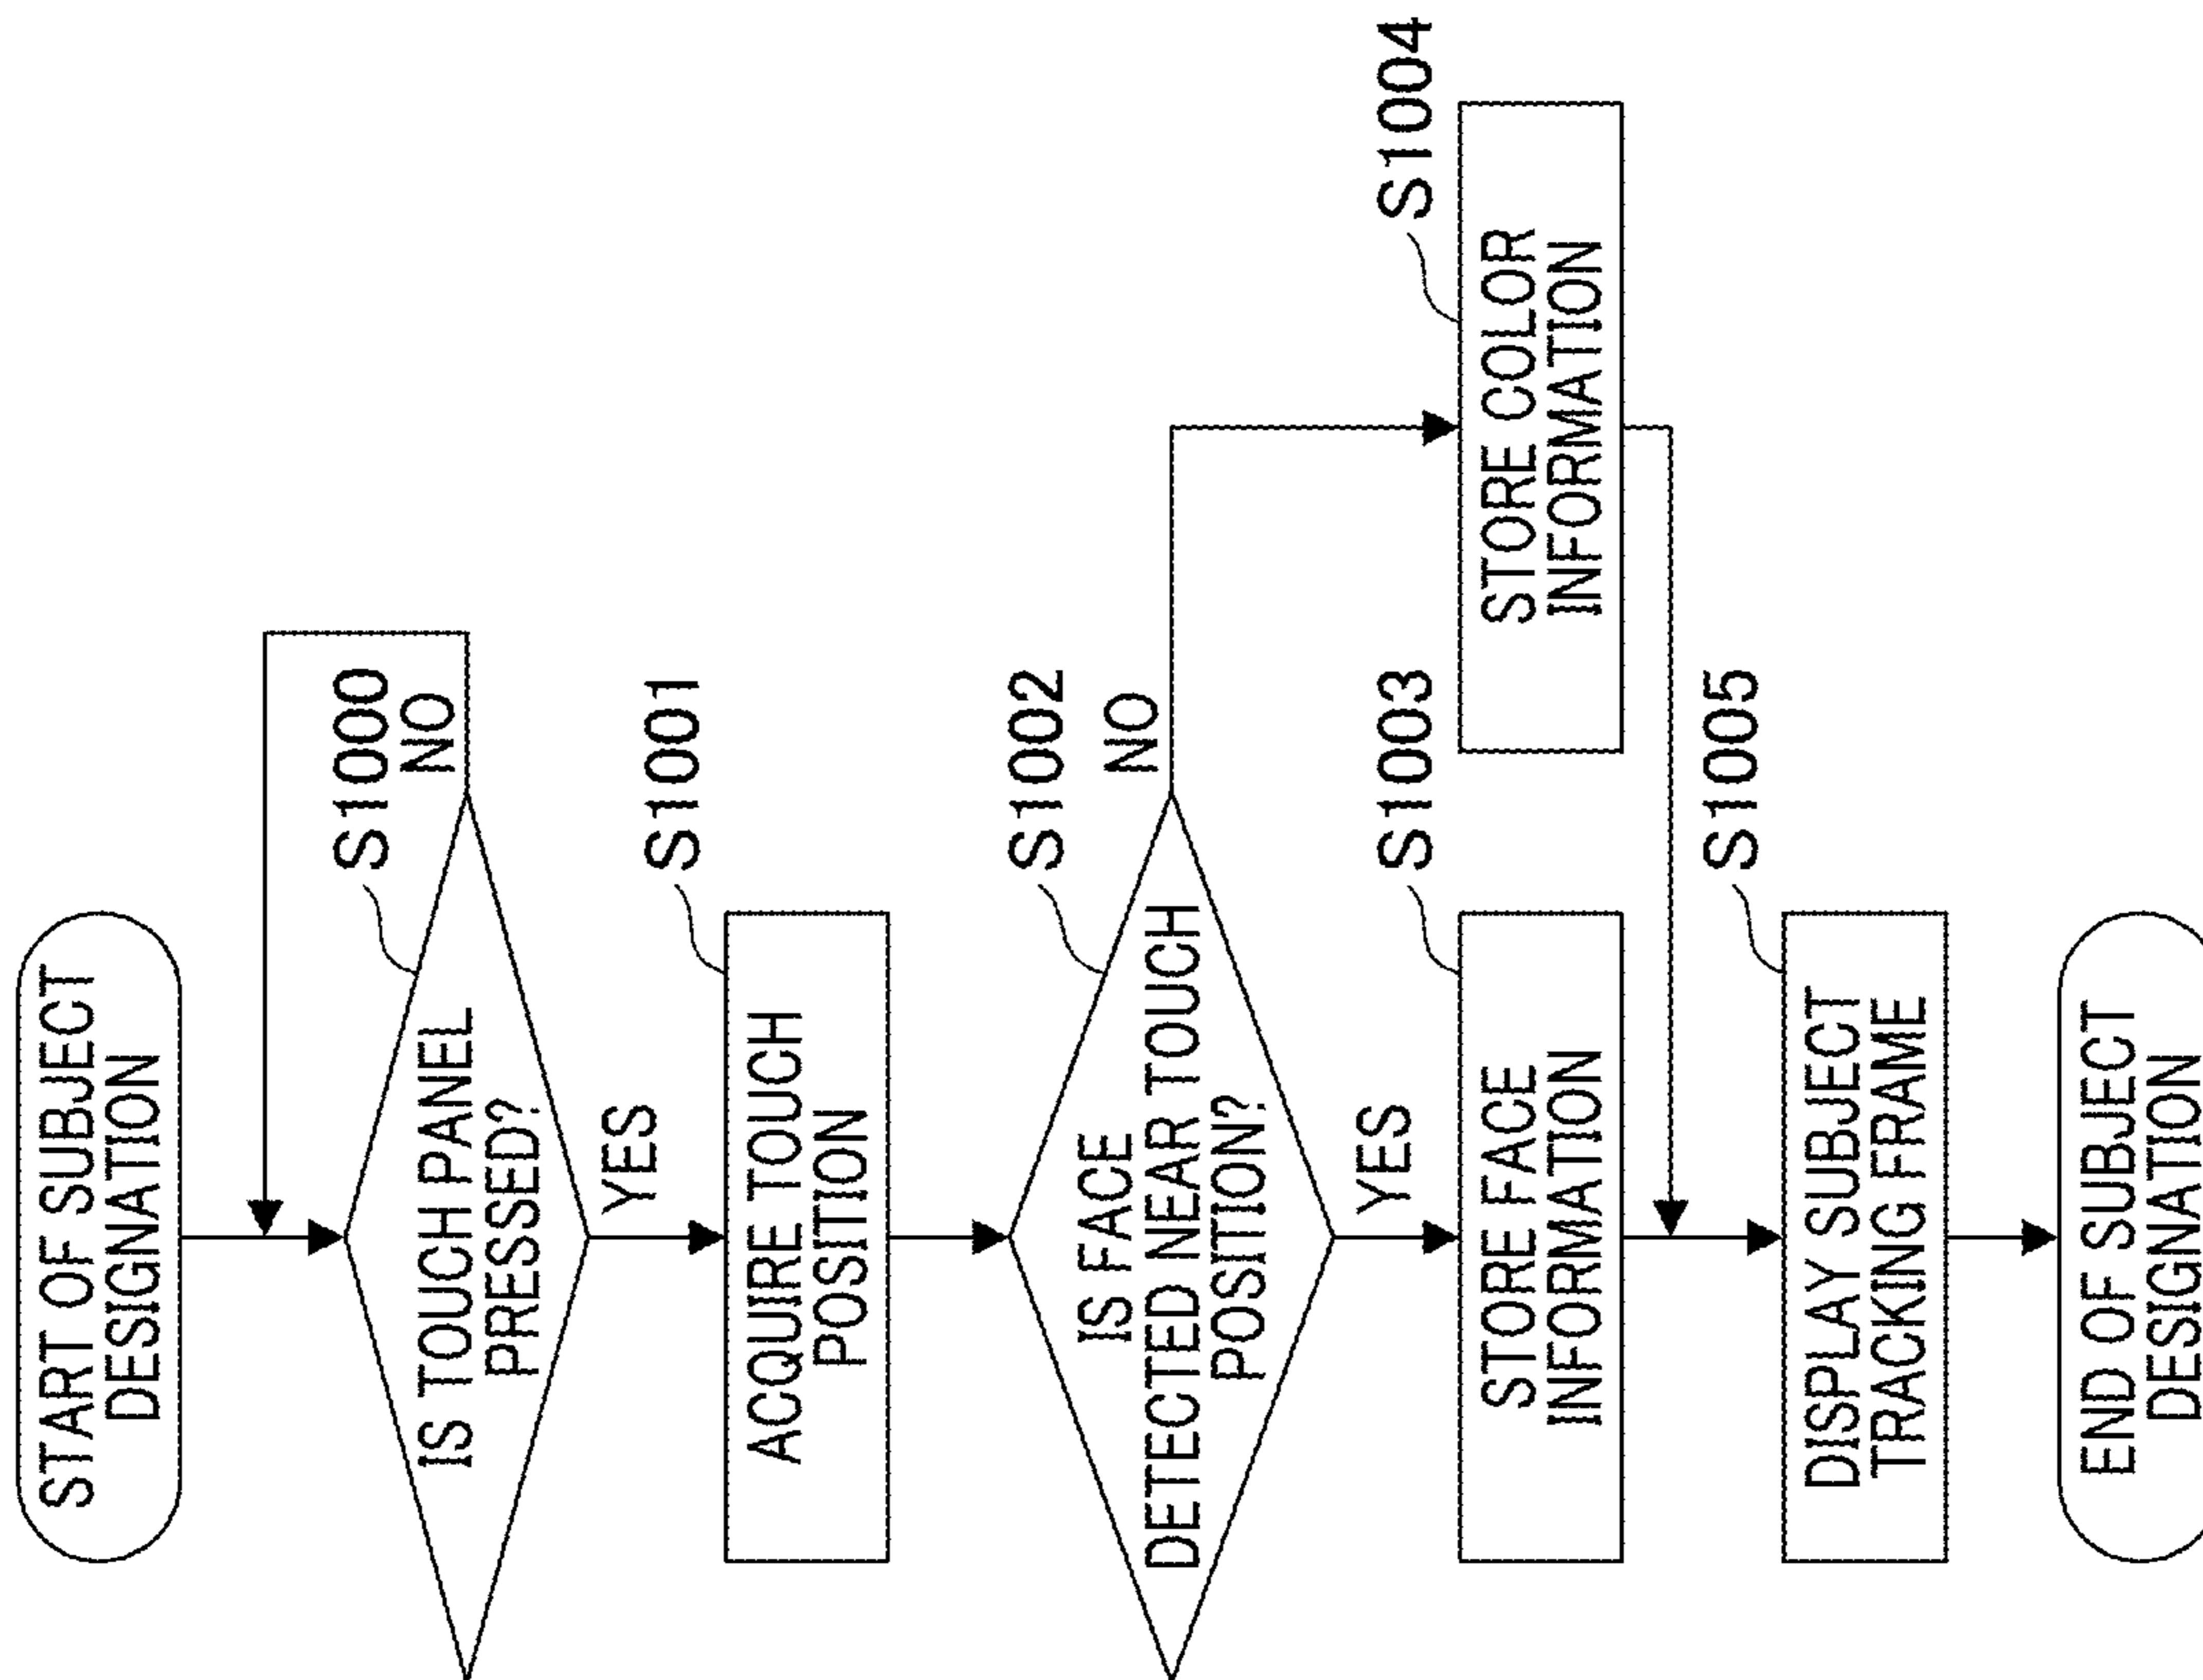 START OF SUBJECT
DESIGNATION
S1000
IS TOUCH PANEL
PRESSED?
NO
YES
S1001
ACQUIRE TOUCH
POSITION
S1002
IS FACE
DETECTED NEAR TOUCH
POSITION?
NO
YES
S1003
STORE FACE
INFORMATION
S1004
STORE COLOR
INFORMATION
S1005
DISPLAY SUBJECT
TRACKING FRAME
END OF SUBJECT
DESIGNATION